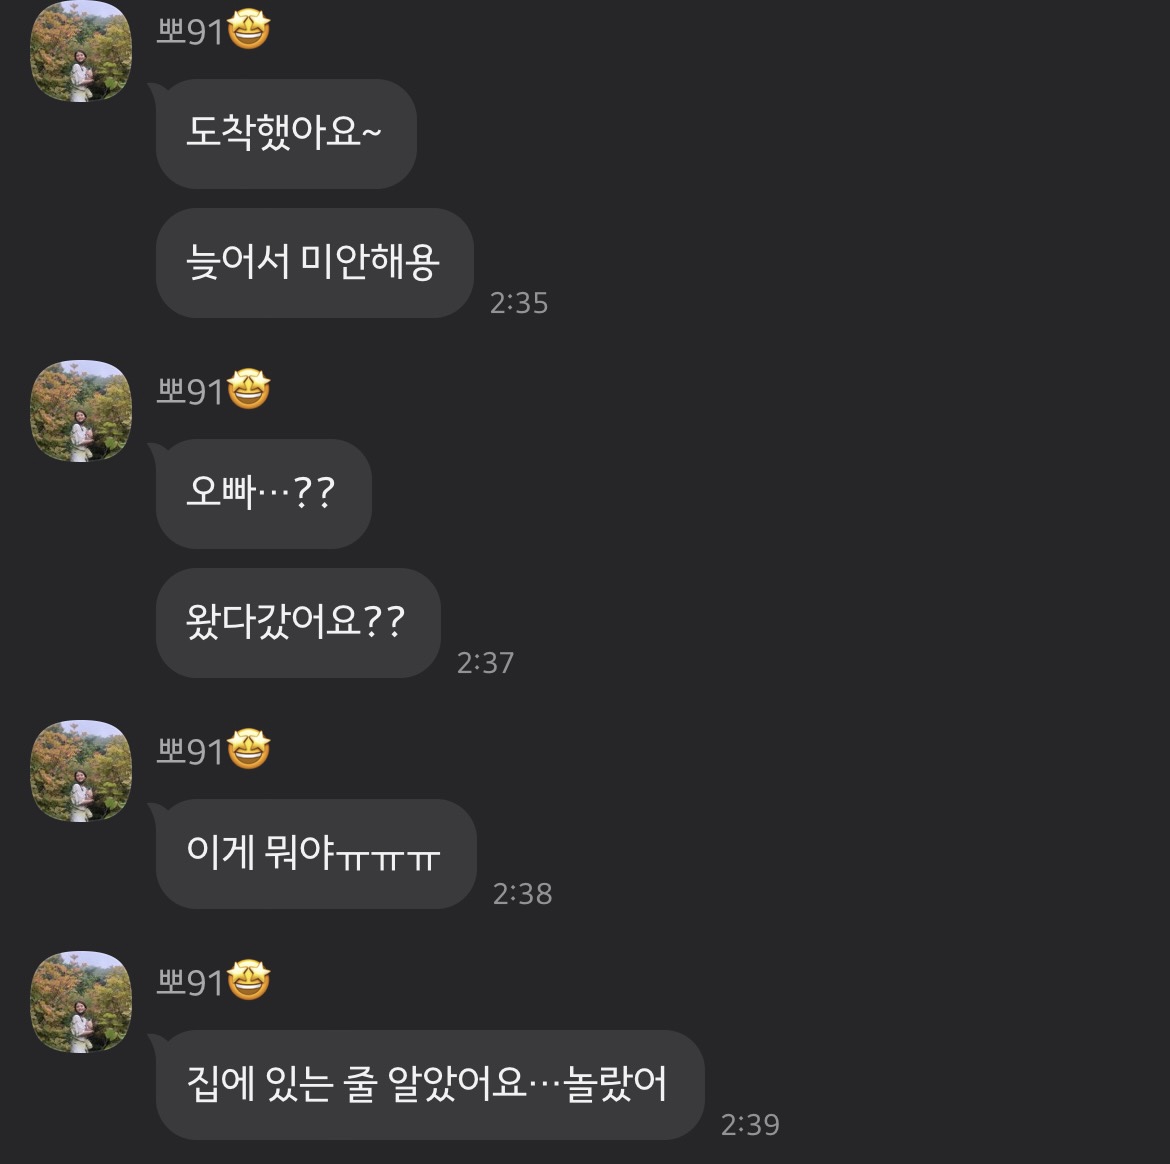 뽀91🤩
도착했아요~
늦어서 미안해용
2:35
뽀91🤩
오빠…??
왔다갔어요??
2:37
뽀91🤩
이게 뭐야ㅠㅠㅠ
2:38
뽀91🤩
집에 있는 줄 알았어요…놀랐어
2:39